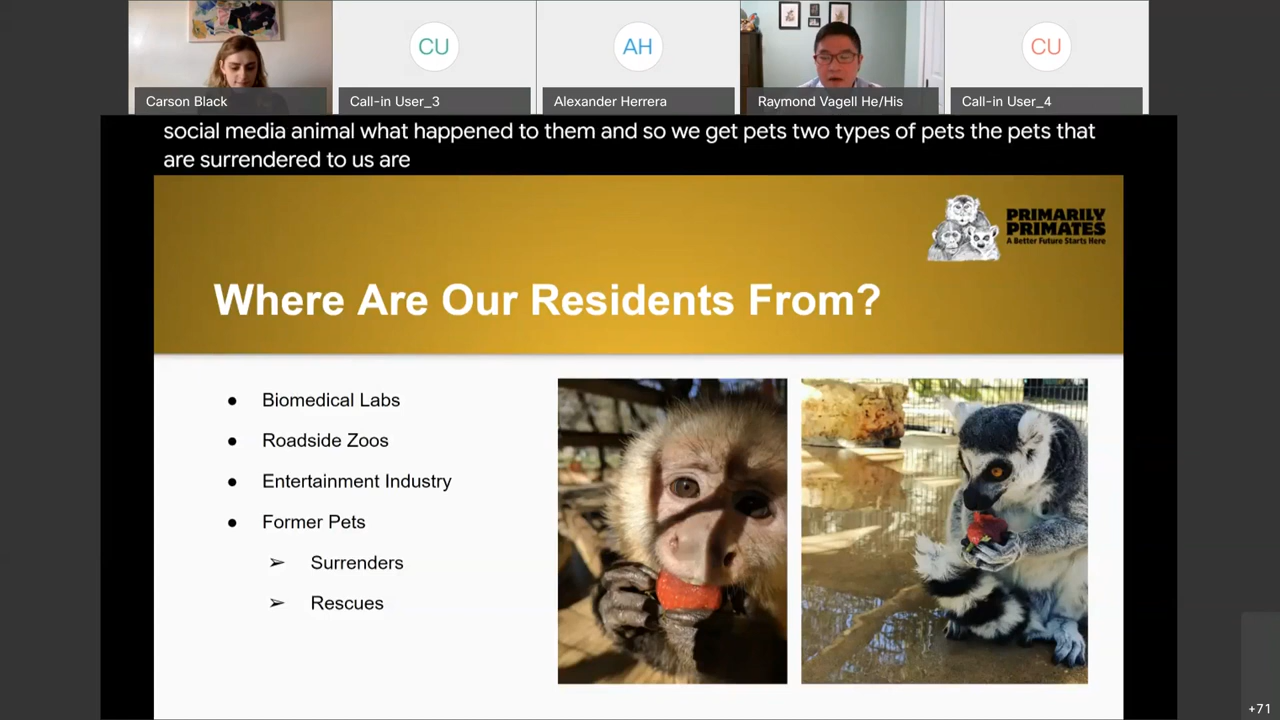 CU
AH
CU
Carson Black
Call-in User_3
Alexander Herrera
Raymond Vagell He/His
Call-in User_4
social media animal what happened to them and so we get pets two types of pets the pets that
are surrendered to us are
PRIMARILY
PRIMATES
A Better Future Starts Here
Where Are Our Residents From?
● Biomedical Labs
● Roadside Zoos
● Entertainment Industry
● Former Pets
➢ Surrenders
➢ Rescues
+71